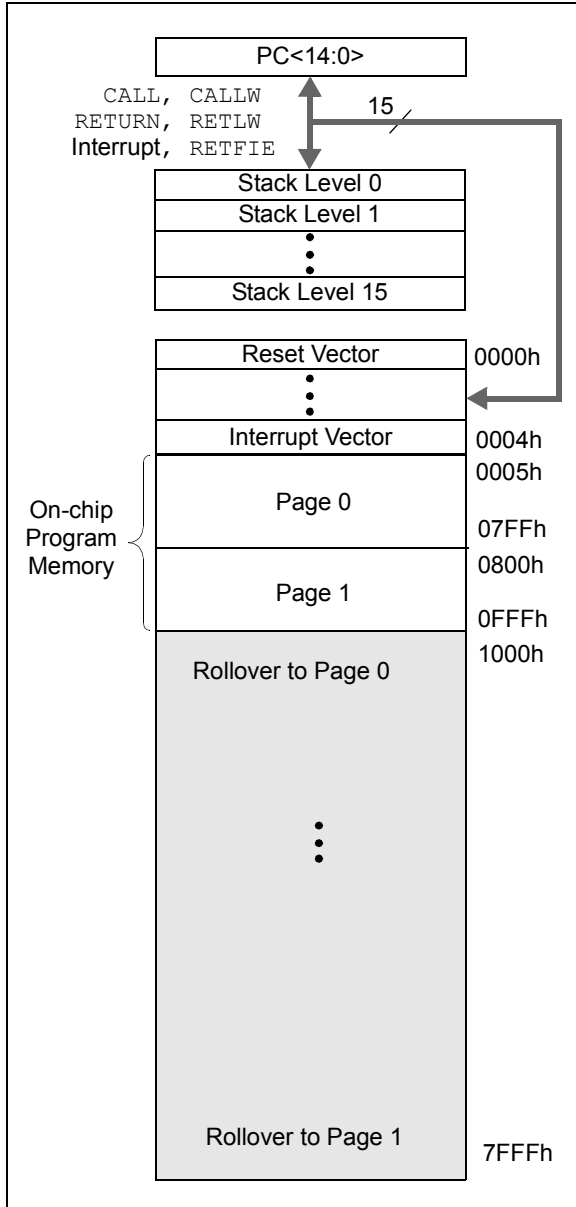 PC<14:0>
CALL, CALLW
RETURN, RETLW
Interrupt, RETFIE
15
Stack Level 0
Stack Level 1
Stack Level 15
Reset Vector
0000h
Interrupt Vector
0004h
On-chip
Program
Memory
0005h
Page 0
07FFh
0800h
Page 1
0FFFh
Rollover to Page 0
1000h
Rollover to Page 1
7FFFh